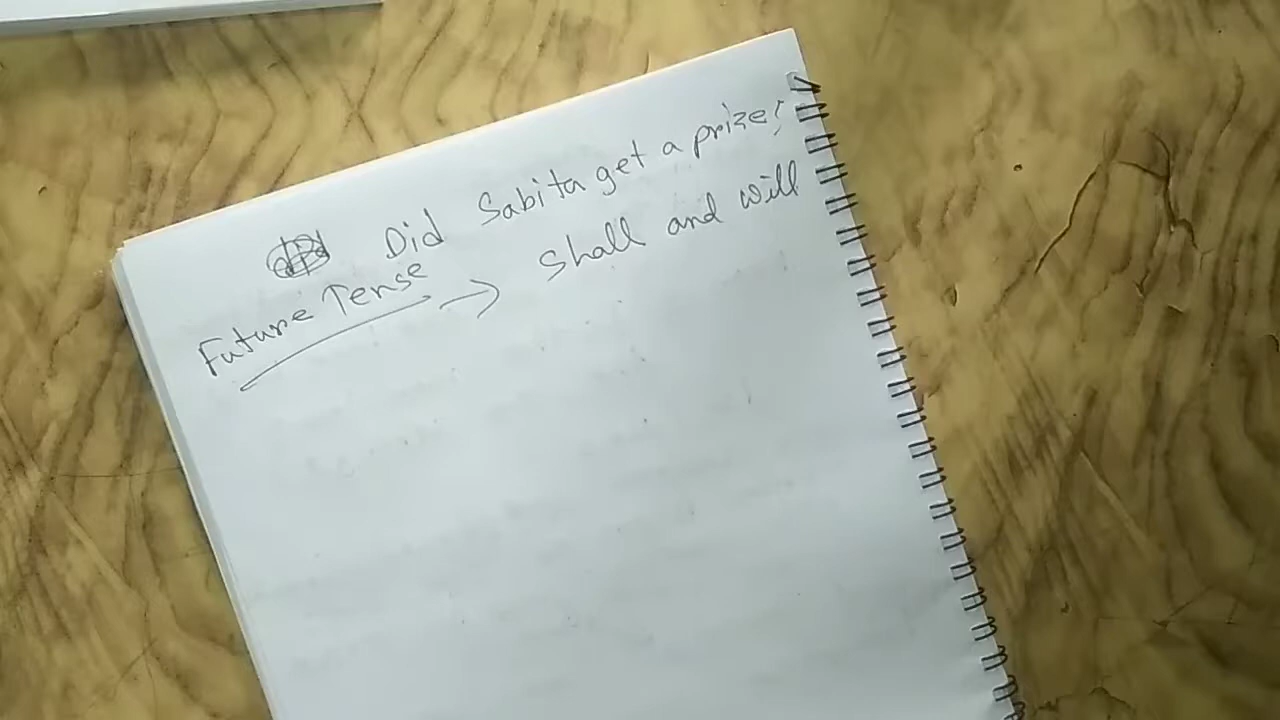 Did Sabita get a prize?
Future Tense → shall and will